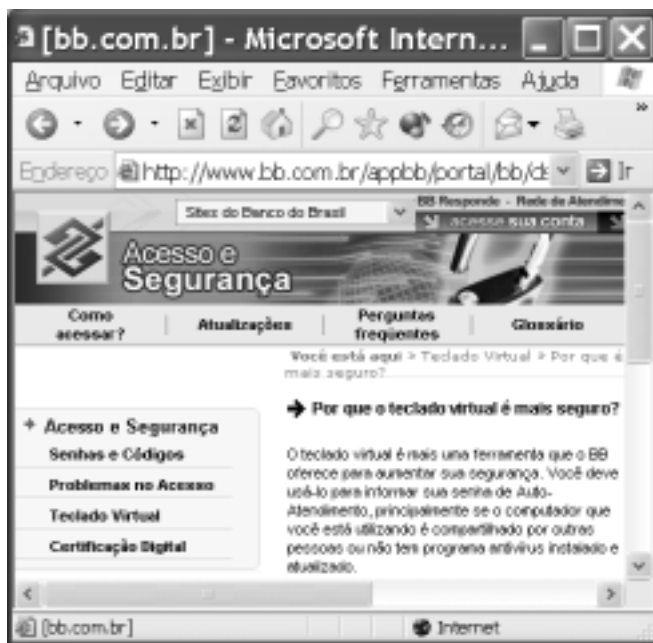 [bb.com.br] - Microsoft Intern...
Arquivo Editar Exibir Favoritos Ferramentas Ajuda
Endereço http://www.bb.com.br/appbb/portal/bb/ Ir
BB Responde - Rede de Atendime
Sites do Banco do Brasil
acesse sua conta
Acesso e
Segurança
Como acessar? Atualizações Perguntas freqüentes Glossário
Você está aqui » Teclado Virtual » Por que é
mais seguro?
Por que o teclado virtual é mais seguro?
Acesso e Segurança
Senhas e Códigos
Problemas no Acesso
Teclado Virtual
Certificação Digital
O teclado virtual é mais uma ferramenta que o BB
oferece para aumentar sua segurança. Você deve
usá-lo para informar sua senha de Auto-
Atendimento, principalmente se o computador que
você está utilizando é compartilhado por outras
pessoas ou não tem programa antivírus instalado e
atualizado.
[bb.com.br] Internet